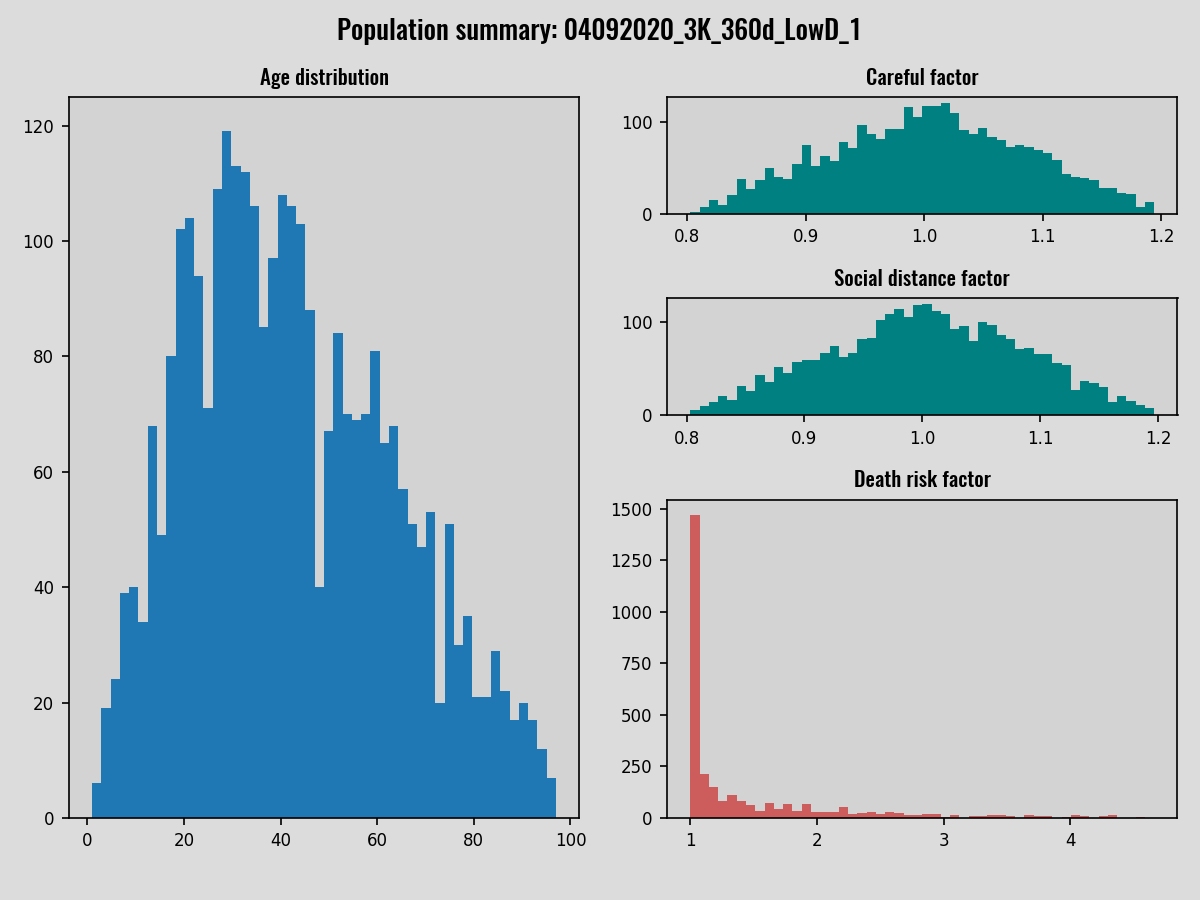 Population summary: 04092020_3K_360d_LowD_1
Age distribution
120
100
80
60
40
20
0
0 20 40 60 80 100
Careful factor
100
0
0.8 0.9 1.0 1.1 1.2
Social distance factor
100
0
0.8 0.9 1.0 1.1 1.2
Death risk factor
1500
1250
1000
750
500
250
0
1 2 3 4